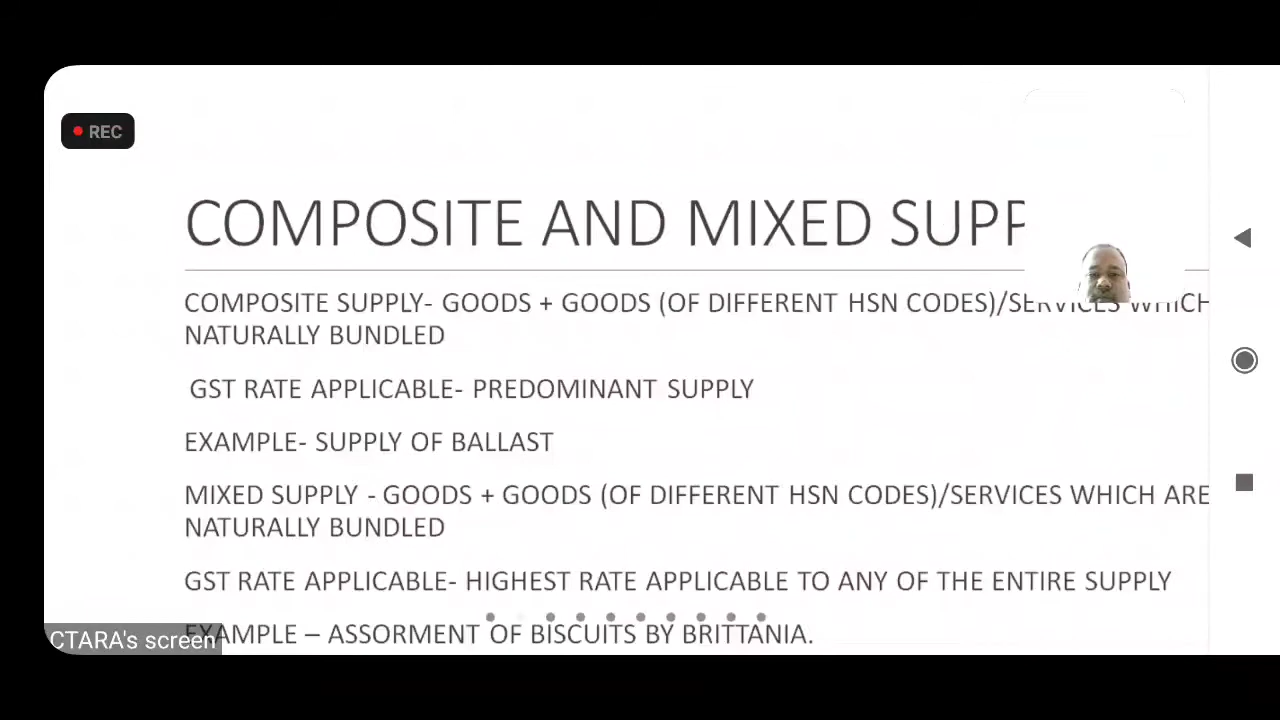 REC
COMPOSITE AND MIXED SUPP
COMPOSITE SUPPLY- GOODS + GOODS (OF DIFFERENT HSN CODES)/SERVICES WHICH
NATURALLY BUNDLED
GST RATE APPLICABLE- PREDOMINANT SUPPLY
EXAMPLE- SUPPLY OF BALLAST
MIXED SUPPLY - GOODS + GOODS (OF DIFFERENT HSN CODES)/SERVICES WHICH ARE
NATURALLY BUNDLED
GST RATE APPLICABLE- HIGHEST RATE APPLICABLE TO ANY OF THE ENTIRE SUPPLY
EXAMPLE – ASSORMENT OF BISCUITS BY BRITTANIA.
CTARA's screen